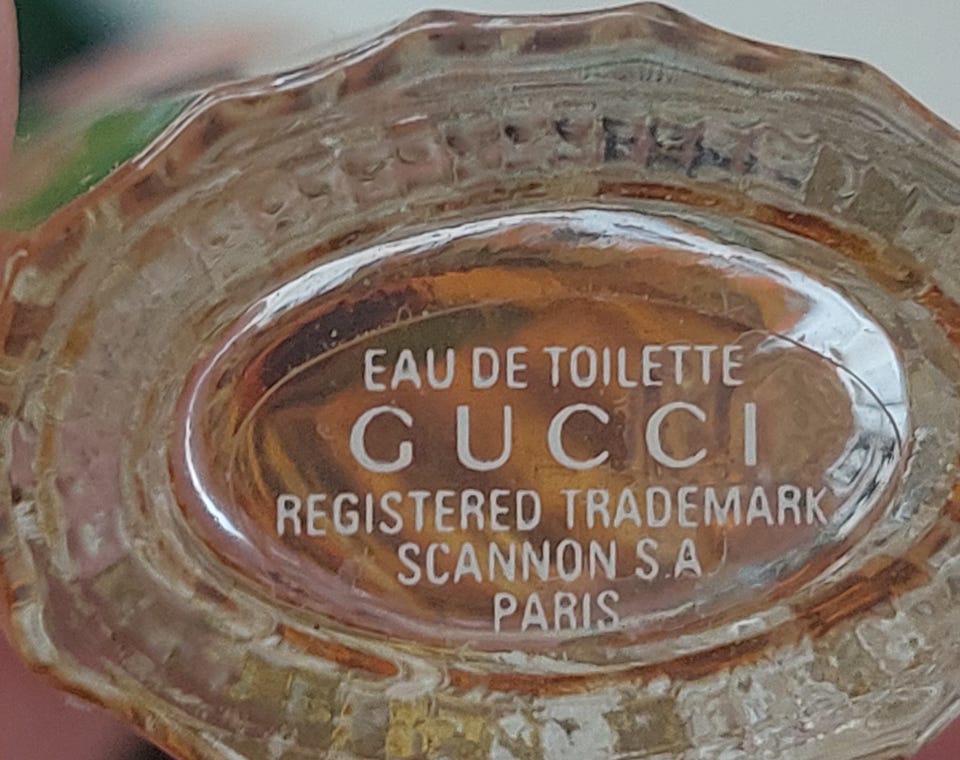 EAU DE TOILETTE
GUCCI
REGISTERED TRADEMARK
SCANNON S.A
PARIS